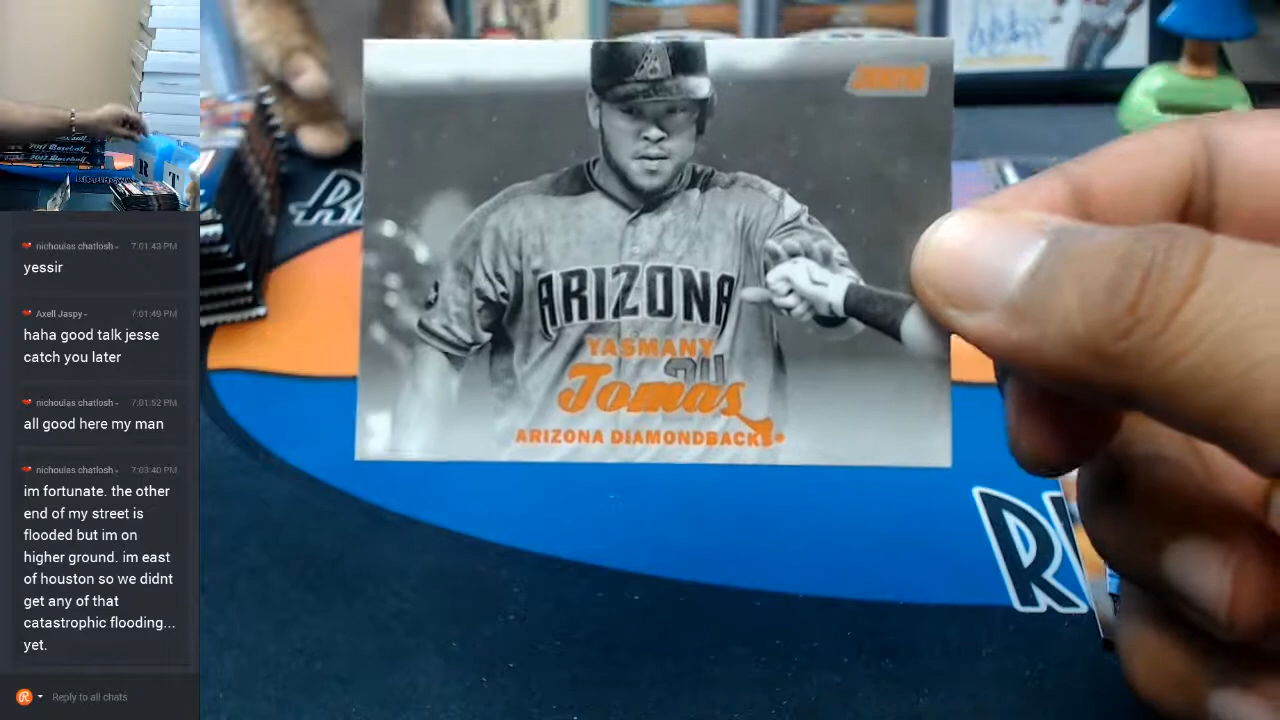 nichoulas chatlosh
7:01:43 PM
yessir
Axell Jaspy
7:01:49 PM
haha good talk jesse
catch you later
nichoulas chatlosh
7:01:52 PM
all good here my man
nichoulas chatlosh
7:03:40 PM
im fortunate. the other
end of my street is
flooded but im on
higher ground. im east
of houston so we didnt
get any of that
catastrophic flooding...
yet.
Reply to all chats
ARIZONA
YASMANY
Tomas
ARIZONA DIAMONDBACKS®
R
T